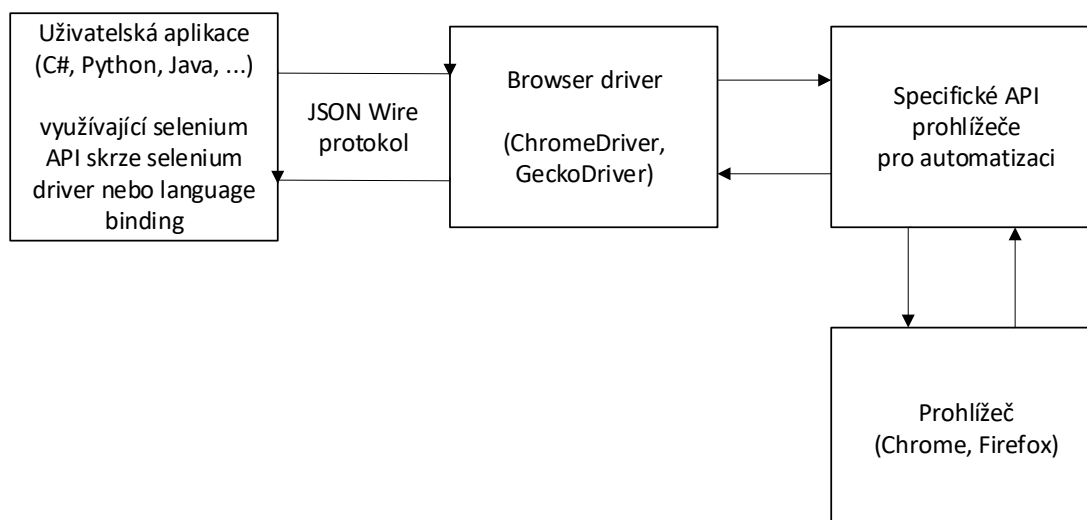 Uživatelská aplikace
(C#, Python, Java, ...)
využívající selenium
API skrze selenium
driver nebo language
binding
JSON Wire
protokol
Browser driver
(ChromeDriver,
GeckoDriver)
Specifické API
prohlížeče
pro automatizaci
Prohlížeč
(Chrome, Firefox)